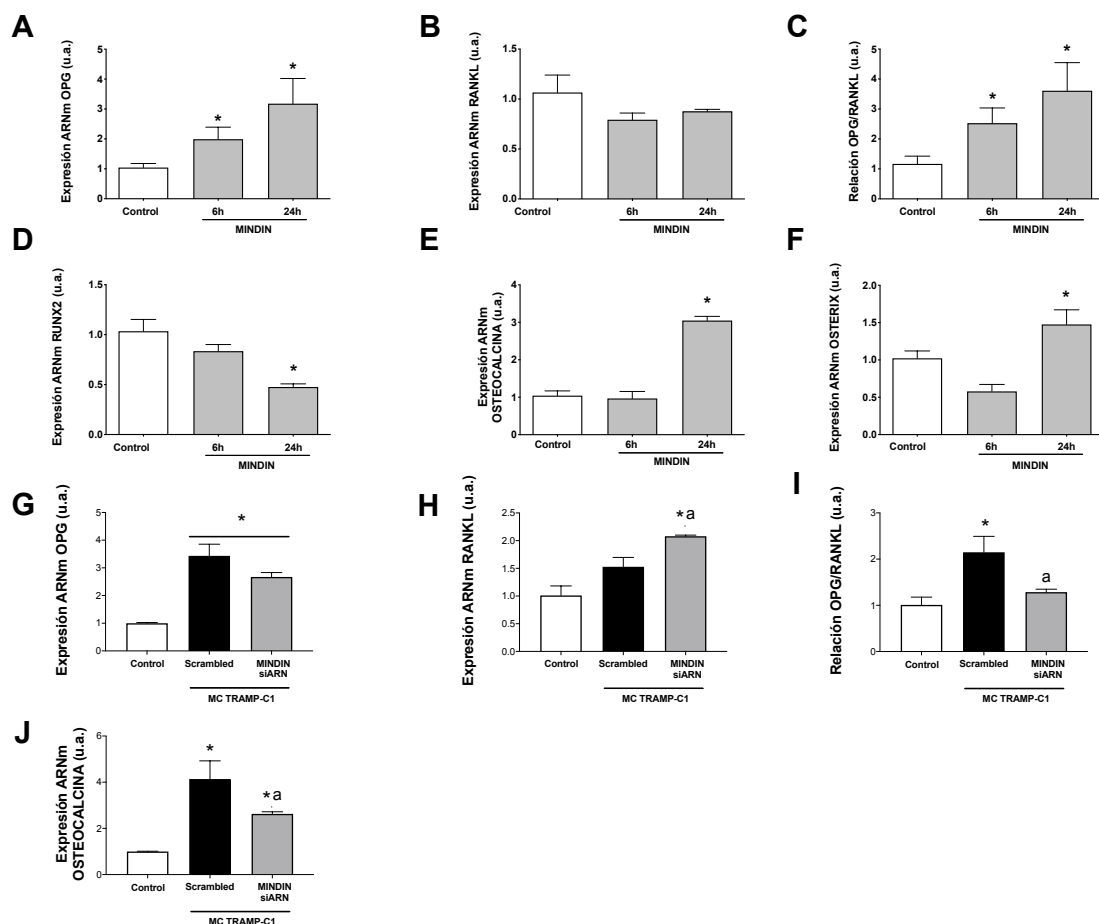 A
Expresión ARNm OPG (u.a.)
5
4
3
2
1
0
*
*
Control
6h
24h
MINDIN
B
Expresión ARNm RANKL (u.a.)
1.5
1.0
0.5
0.0
Control
6h
24h
MINDIN
C
Relación OPG/RANKL (u.a.)
5
4
3
2
1
0
*
*
Control
6h
24h
MINDIN
D
Expresión ARNm RUNX2 (u.a.)
1.5
1.0
0.5
0.0
*
Control
6h
24h
MINDIN
E
Expresión ARNm
OSTEOCALCINA (u.a.)
4
3
2
1
0
*
Control
6h
24h
MINDIN
F
Expresión ARNm OSTERIX (u.a.)
2.0
1.5
1.0
0.5
0.0
*
Control
6h
24h
MINDIN
G
Expresión ARNm OPG (u.a.)
5
4
3
2
1
0
*
Control
Scrambled
MINDIN
siARN
MC TRAMP-C1
H
Expresión ARNm RANKL (u.a.)
2.5
2.0
1.5
1.0
0.5
0.0
*a
Control
Scrambled
MINDIN
siARN
MC TRAMP-C1
I
Relación OPG/RANKL (u.a.)
3
2
1
0
*
a
Control
Scrambled
MINDIN
siARN
MC TRAMP-C1
J
Expresión ARNm
OSTEOCALCINA (u.a.)
6
4
2
0
*
*a
Control
Scrambled
MINDIN
siARN
MC TRAMP-C1